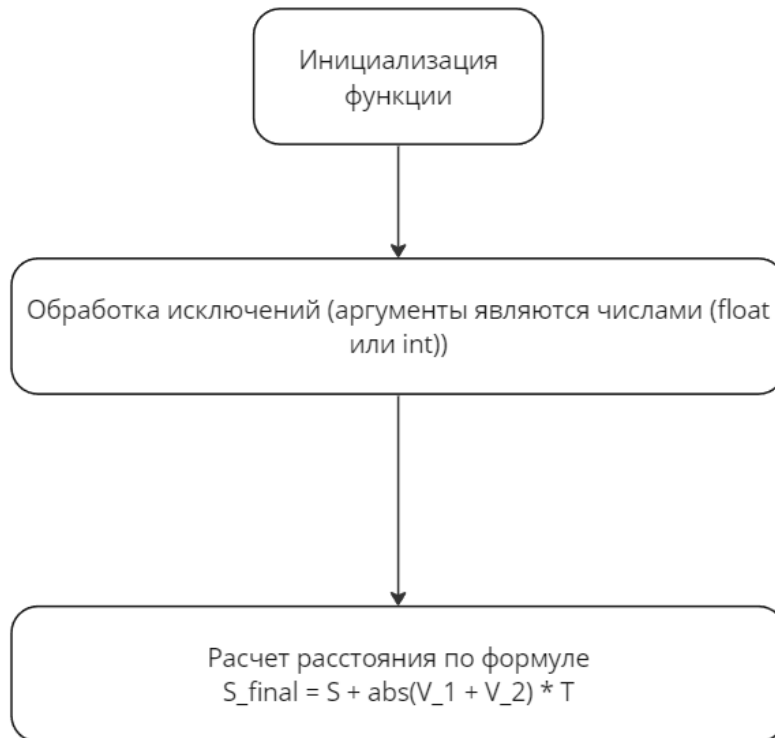 Инициализация
функции
Обработка исключений (аргументы являются числами (float
или int))
Расчет расстояния по формуле
S_final = S + abs(V_1 + V_2) * T